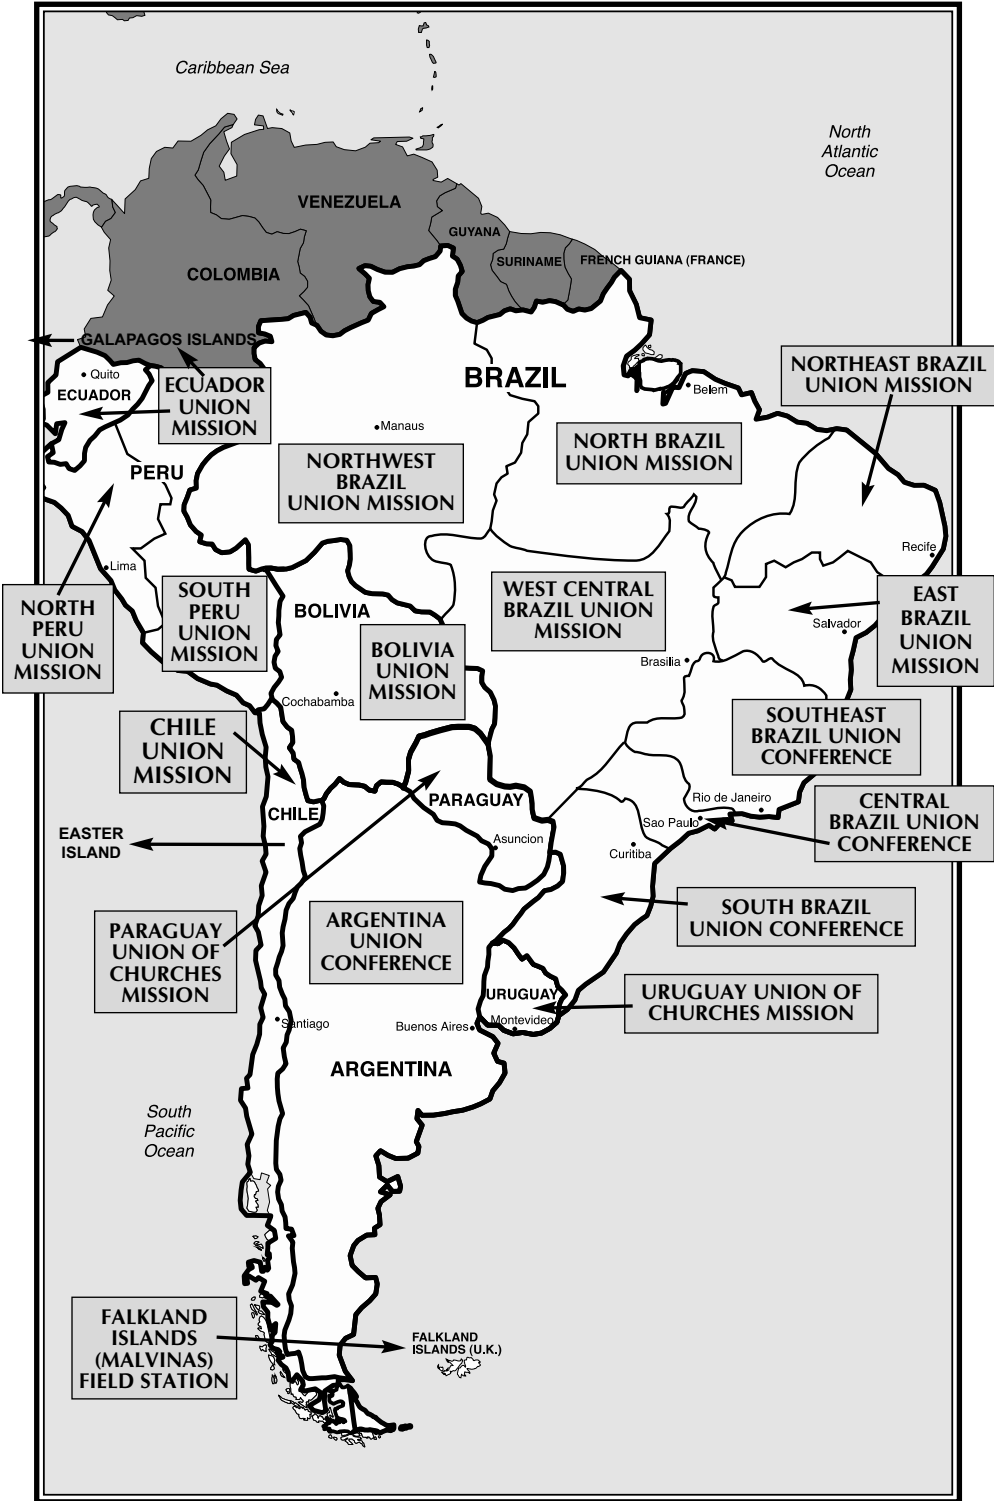 Caribbean Sea
North
Atlantic
Ocean
VENEZUELA
GUYANA
SURINAME
FRENCH GUIANA (FRANCE)
COLOMBIA
GALAPAGOS ISLANDS
Quito
ECUADOR
ECUADOR
UNION
MISSION
BRAZIL
Belem
NORTHEAST BRAZIL
UNION MISSION
Manaus
NORTHWEST
BRAZIL
UNION MISSION
NORTH BRAZIL
UNION MISSION
PERU
Recife
Lima
NORTH
PERU
UNION
MISSION
SOUTH
PERU
UNION
MISSION
BOLIVIA
BOLIVIA
UNION
MISSION
Cochabamba
WEST CENTRAL
BRAZIL UNION
MISSION
EAST
BRAZIL
UNION
MISSION
Salvador
Brasilia
CHILE
UNION
MISSION
SOUTHEAST
BRAZIL UNION
CONFERENCE
CHILE
PARAGUAY
Asuncion
Rio de Janeiro
Sao Paulo
Curitiba
CENTRAL
BRAZIL UNION
CONFERENCE
EASTER
ISLAND
PARAGUAY
UNION OF
CHURCHES
MISSION
ARGENTINA
UNION
CONFERENCE
SOUTH BRAZIL
UNION CONFERENCE
URUGUAY
Montevideo
URUGUAY UNION OF
CHURCHES MISSION
Santiago
Buenos Aires
ARGENTINA
South
Pacific
Ocean
FALKLAND
ISLANDS
(MALVINAS)
FIELD STATION
FALKLAND
ISLANDS (U.K.)